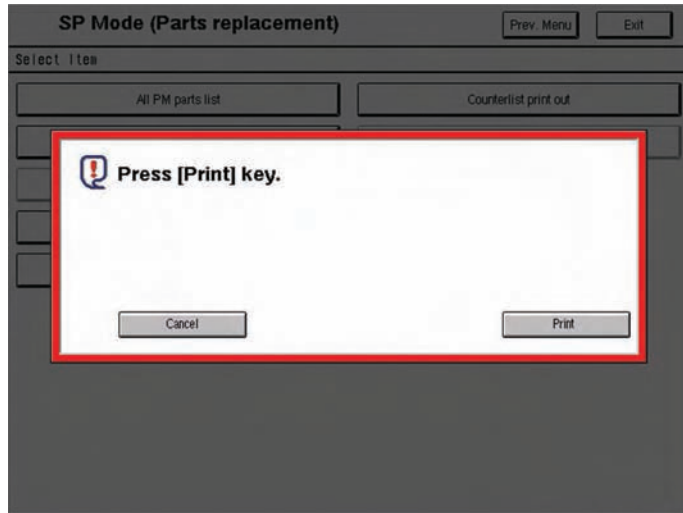 SP Mode (Parts replacement)
Prev. Menu
Exit
Select Item
All PM parts list
Counterlist print out
Press [Print] key.
Cancel
Print